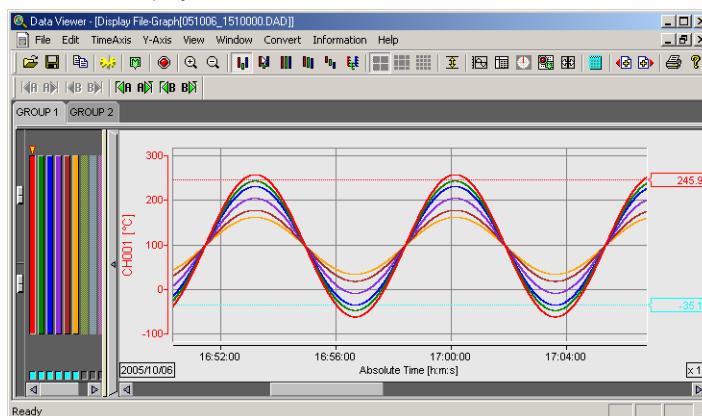 Data Viewer - [Display File-Graph[051006_1510000.DAD]]
File Edit TimeAxis Y-Axis View Window Convert Information Help
A A B B A A B B
GROUP 1 GROUP 2
300
200
100
0
-100
CH001 [°C]
245.9
-35.1
16:52:00 16:56:00 17:00:00 17:04:00
2005/10/06 Absolute Time [h:m:s] x 1
Ready